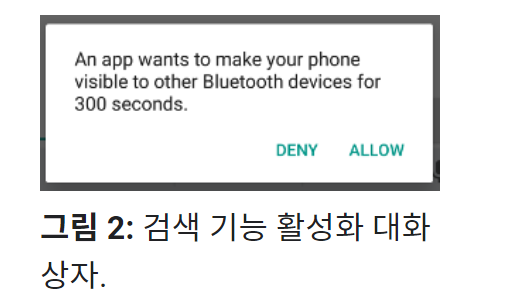 An app wants to make your phone
visible to other Bluetooth devices for
300 seconds.
DENY ALLOW
그림 2: 검색 기능 활성화 대화
상자.